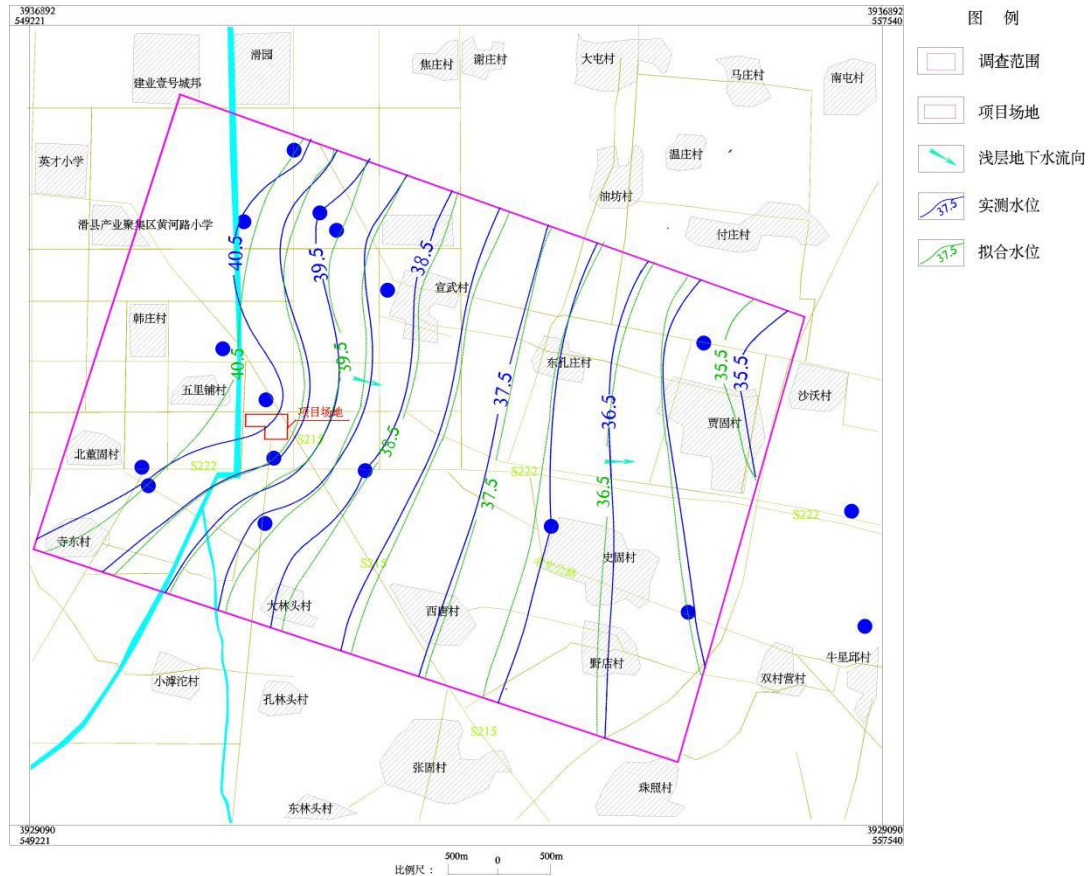 3936892
549221
3936892
557540
图 例
调查范围
项目场地
浅层地下水流向
37.5
实测水位
37.5
拟合水位
滑园
建业壹号城邦
焦庄村
谢庄村
大屯村
马庄村
南屯村
英才小学
温庄村
油坊村
滑县产业聚集区黄河路小学
付庄村
40.5
39.5
38.5
宣武村
韩庄村
40.5
39.5
东孔庄村
35.5
35.5
五里铺村
37.5
36.5
沙沃村
项目场地
贾固村
S215
38.5
北董固村
S222
S222
37.5
36.5
S222
寺东村
史固村
S215
大林头村
西唐村
野店村
牛星邱村
小滹沱村
双村营村
孔林头村
S215
张固村
珠照村
东林头村
3929090
549221
3929090
557540
比例尺：
500m
0
500m